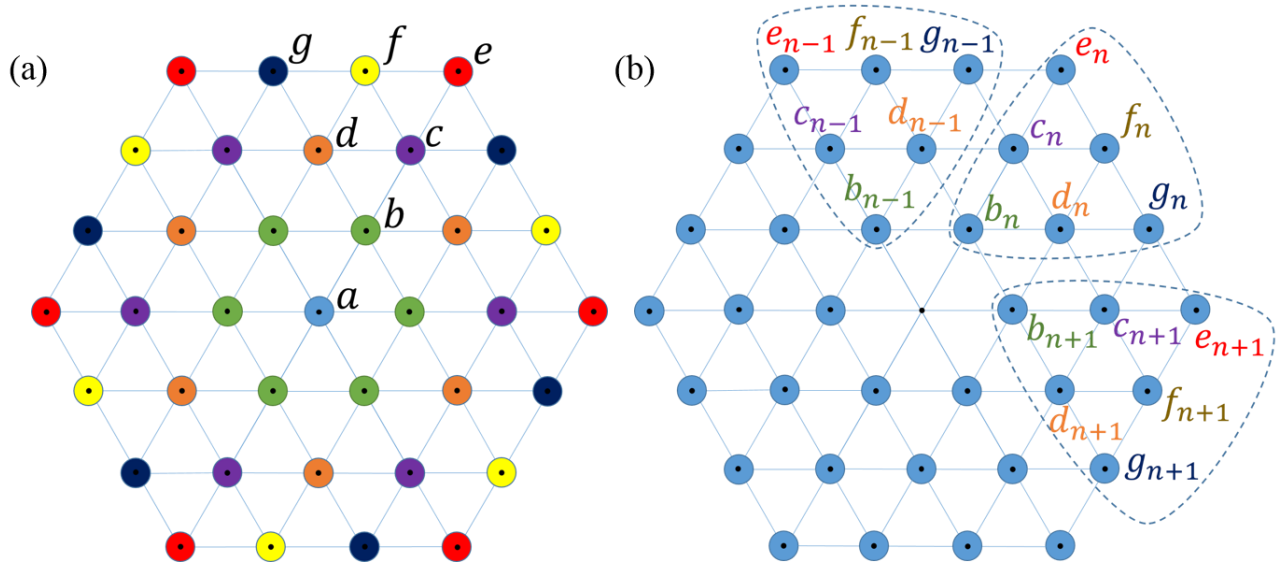 (a)
g f e
d c
b
a
(b)
e_{n-1} f_{n-1} g_{n-1} e_n
c_{n-1} d_{n-1} c_n f_n
b_{n-1} b_n d_n g_n
b_{n+1} c_{n+1} e_{n+1}
d_{n+1} f_{n+1}
g_{n+1}